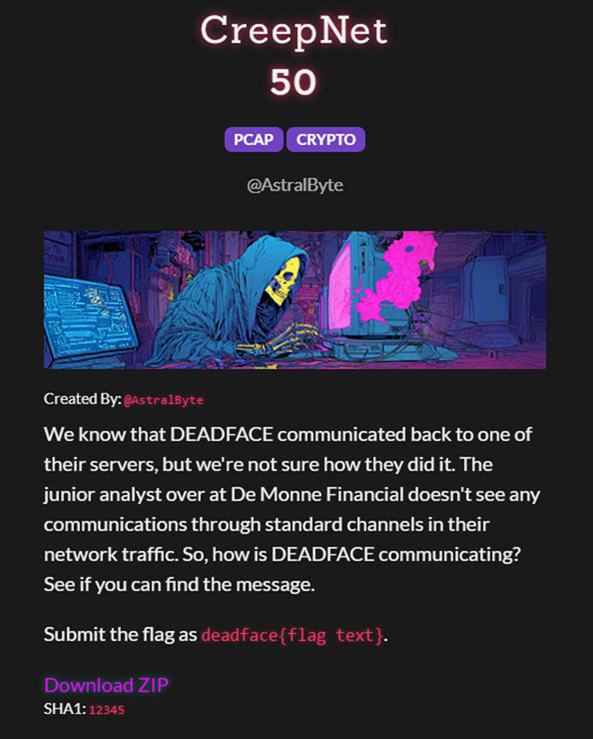 CreepNet
50
PCAP CRYPTO
@AstralByte
Created By: @AstralByte
We know that DEADFACE communicated back to one of
their servers, but we're not sure how they did it. The
junior analyst over at De Monne Financial doesn't see any
communications through standard channels in their
network traffic. So, how is DEADFACE communicating?
See if you can find the message.
Submit the flag as deadface{flag text}.
Download ZIP
SHA1: 12345